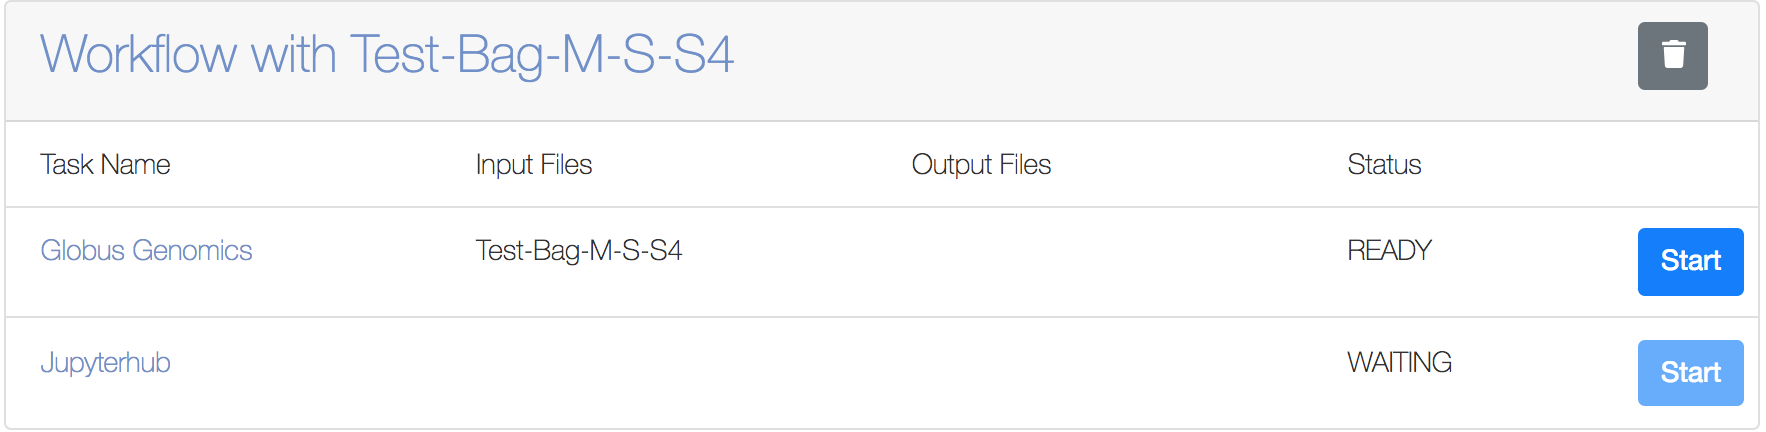 Workflow with Test-Bag-M-S-S4
Task Name Input Files Output Files Status
Globus Genomics Test-Bag-M-S-S4 READY Start
Jupyterhub WAITING Start